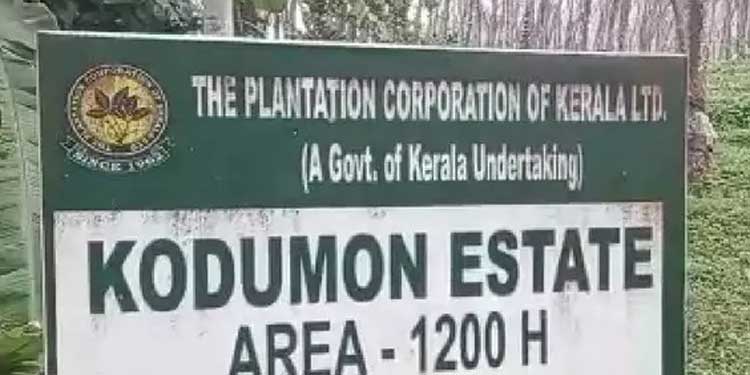 THE PLANTATION CORPORATION OF KERALA LTD.
(A Govt. of Kerala Undertaking)
SINCE 1962
KODUMON ESTATE
AREA - 1200 H